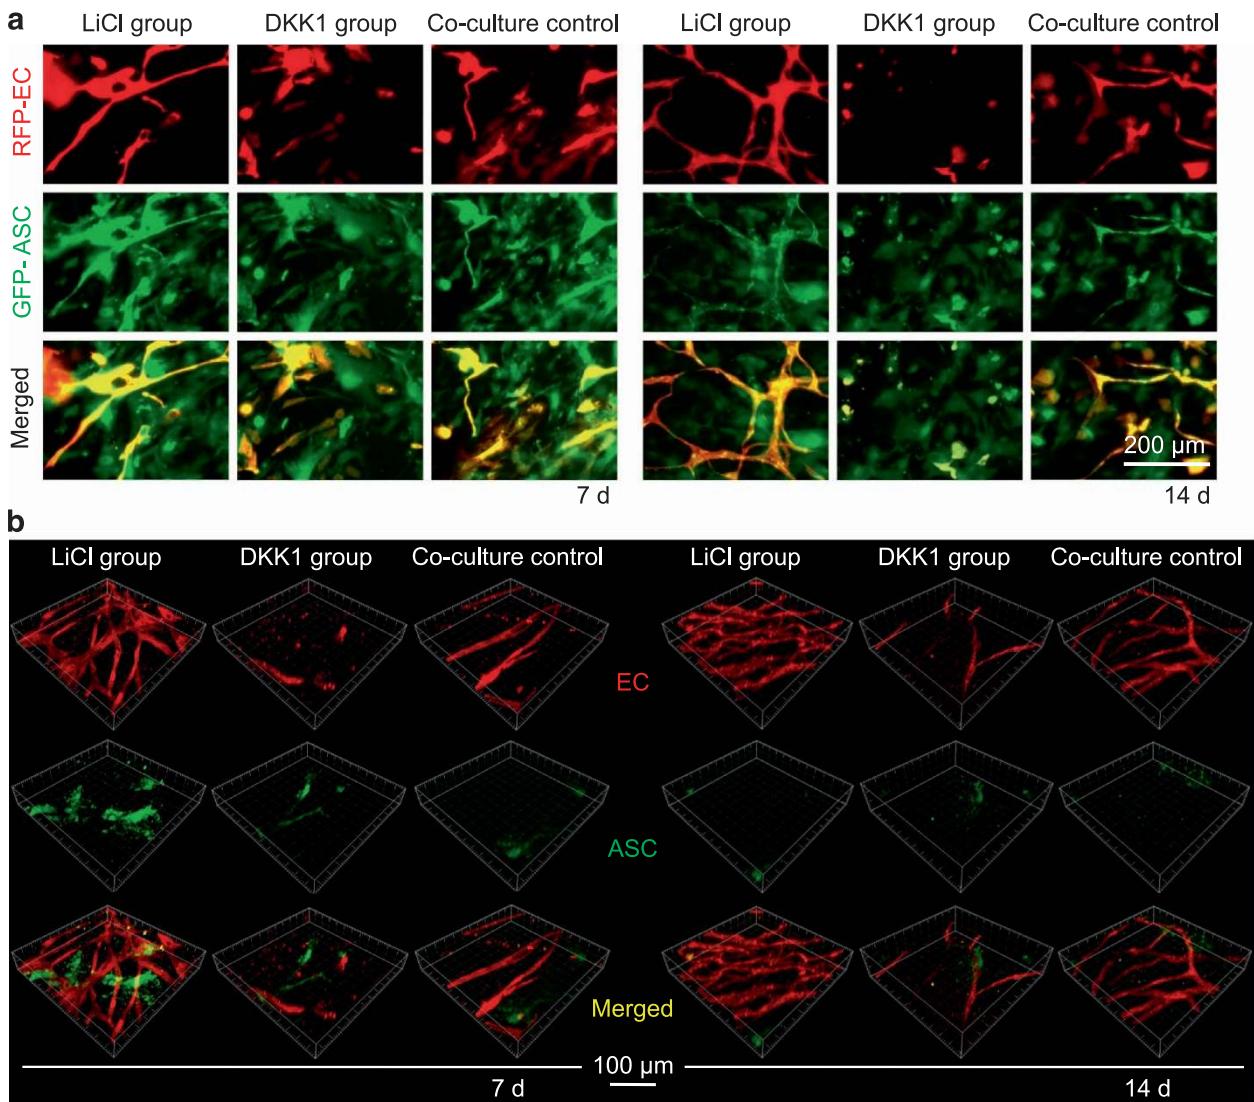 a
LiCl group DKK1 group Co-culture control LiCl group DKK1 group Co-culture control
RFP-EC
GFP-ASC
Merged
200 μm
7 d 14 d
b
LiCl group DKK1 group Co-culture control LiCl group DKK1 group Co-culture control
EC
ASC
Merged
100 μm
7 d 14 d